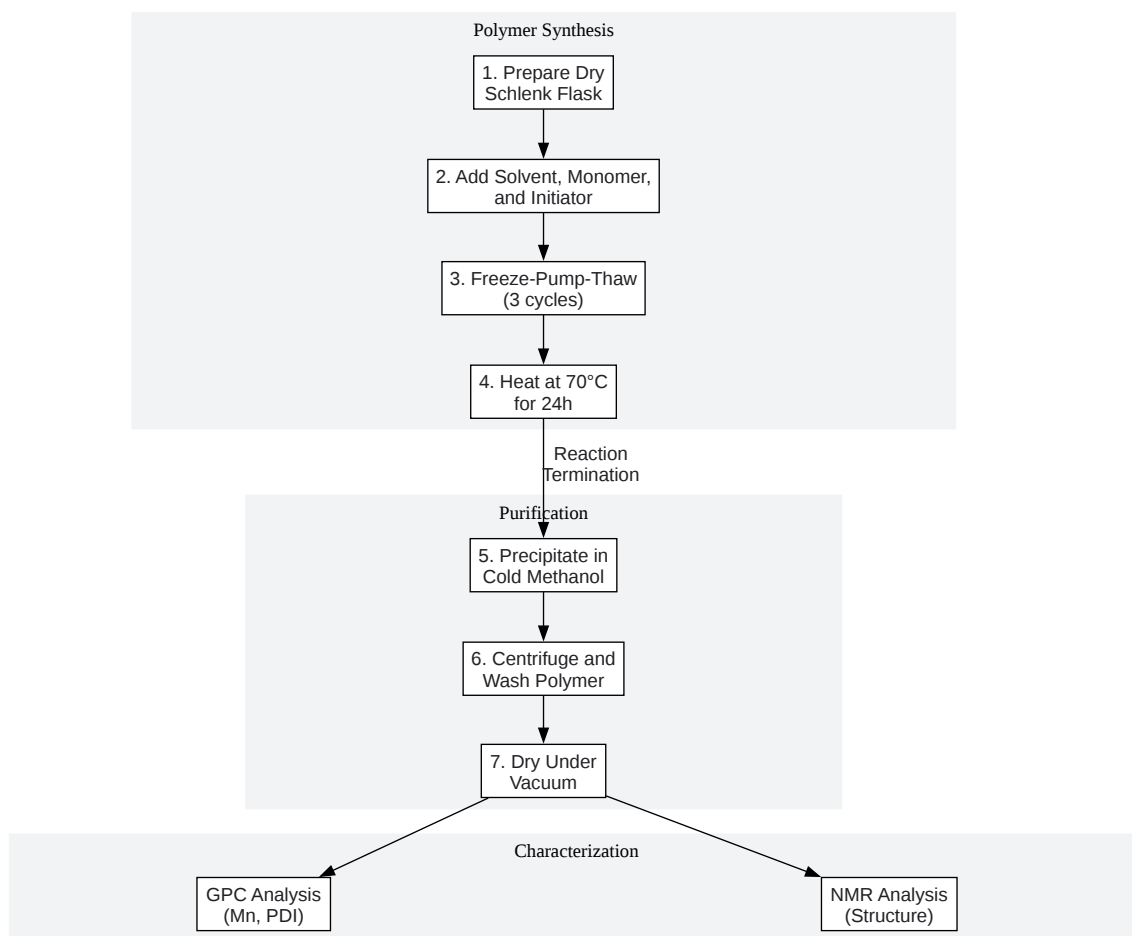 Polymer Synthesis
1. Prepare Dry
Schlenk Flask
2. Add Solvent, Monomer,
and Initiator
3. Freeze-Pump-Thaw
(3 cycles)
4. Heat at 70°C
for 24h
Reaction
Termination
Purification
5. Precipitate in
Cold Methanol
6. Centrifuge and
Wash Polymer
7. Dry Under
Vacuum
Characterization
GPC Analysis
(Mn, PDI)
NMR Analysis
(Structure)